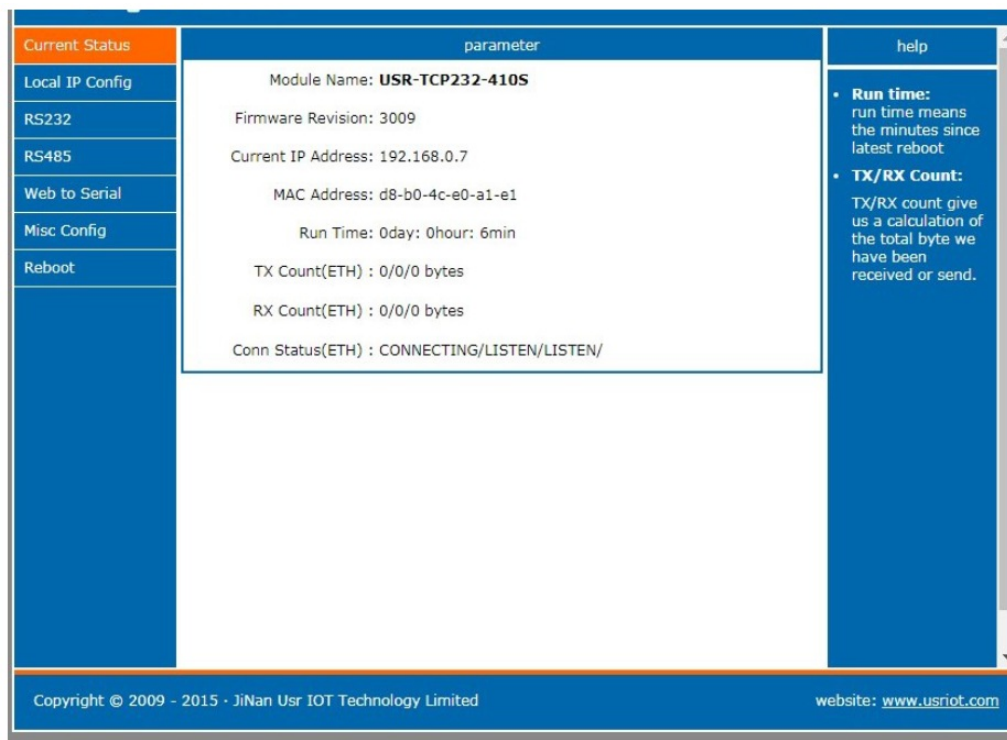 Current Status
Local IP Config
RS232
RS485
Web to Serial
Misc Config
Reboot
parameter
Module Name: USR-TCP232-410S
Firmware Revision: 3009
Current IP Address: 192.168.0.7
MAC Address: d8-b0-4c-e0-a1-e1
Run Time: 0day: 0hour: 6min
TX Count(ETH) : 0/0/0 bytes
RX Count(ETH) : 0/0/0 bytes
Conn Status(ETH) : CONNECTING/LISTEN/LISTEN/
help
• Run time:
run time means
the minutes since
latest reboot
• TX/RX Count:
TX/RX count give
us a calculation of
the total byte we
have been
received or send.
Copyright © 2009 - 2015 · JiNan Usr IOT Technology Limited
website: www.usriot.com